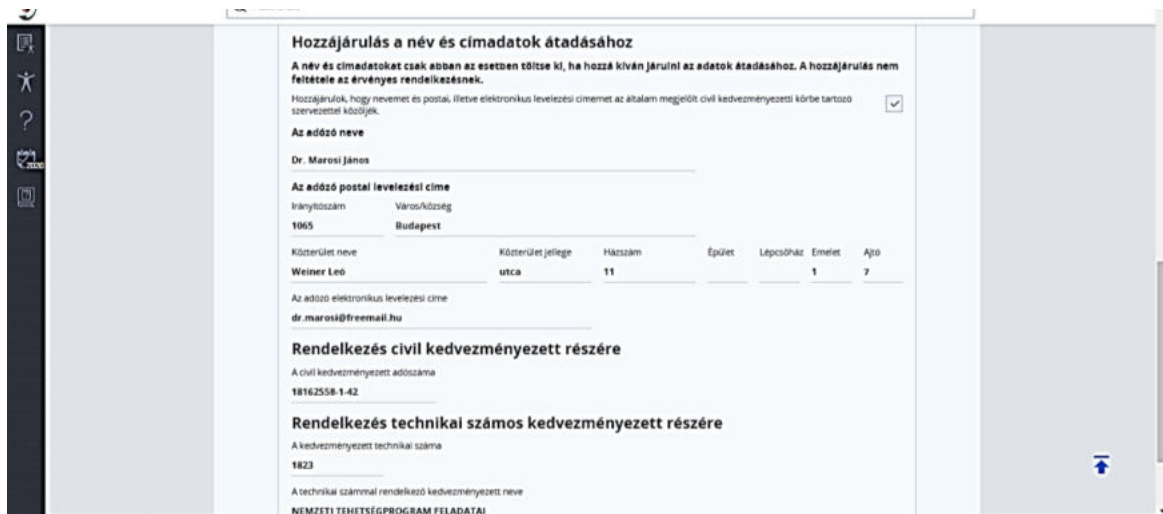 Hozzájárulás a név és címadatok átadásához
A név és címadatokat csak abban az esetben töltse ki, ha hozzá kíván járulni az adatok átadásához. A hozzájárulás nem
feltétele az érvényes rendelkezésnek.
Hozzájárulok, hogy nevemet és postai, illetve elektronikus levelezési címemet az általam megjelölt civil kedvezményezetti körbe tartozó
szervezettel közöljék.
Az adózó neve
Dr. Marosi János
Az adózó postai levelezési címe
Irányítószám Város/község
1065 Budapest
Közterület neve Közterület jellege Házszám Épület Lépcsőház Emelet Ajtó
Weiner Leó utca 11 1 7
Az adózó elektronikus levelezési címe
dr.marosi@freemail.hu
Rendelkezés civil kedvezményezett részére
A civil kedvezményezett adószáma
18162558-1-42
Rendelkezés technikai számos kedvezményezett részére
A kedvezményezett technikai száma
1823
A technikai számmal rendelkező kedvezményezett neve
NEMZETI TEHETSÉGPROGRAM FELADATAI
2020